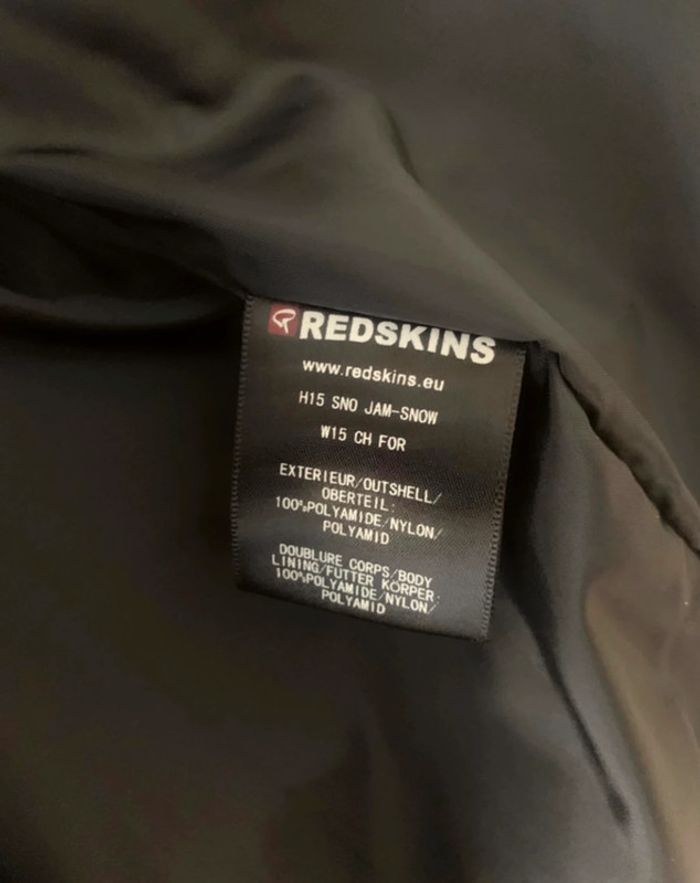 REDSKINS
www.redskins.eu
H15 SNO JAM-SNOW
W15 CH FOR
EXTERIEUR/OUTSHELL/
OBERTEIL:
100%POLYAMIDE/NYLON/
POLYAMID
DOUBLURE CORPS/BODY
LINING/FUTTER KÖRPER:
100%POLYAMIDE/NYLON/
POLYAMID